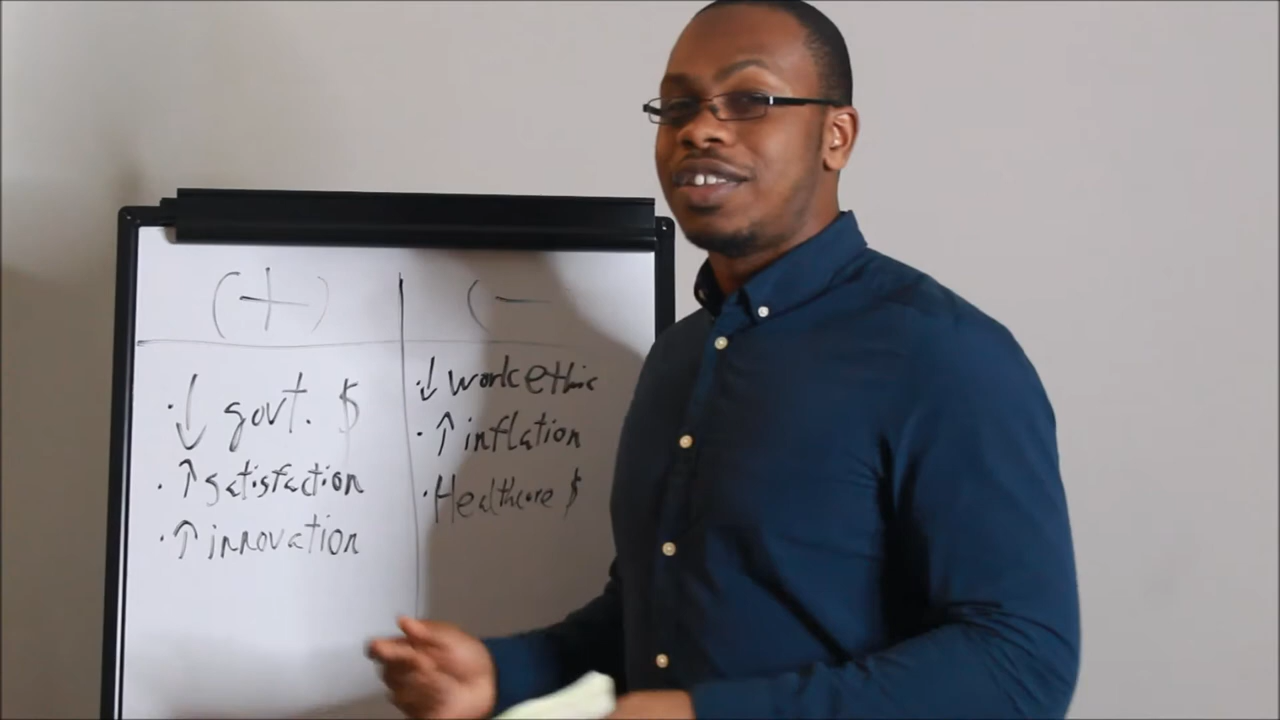 (+)
(-
· ↓ govt. $
· ↑ satisfaction
· ↑ innovation
· ↓ work ethic
· ↑ inflation
· Healthcare $